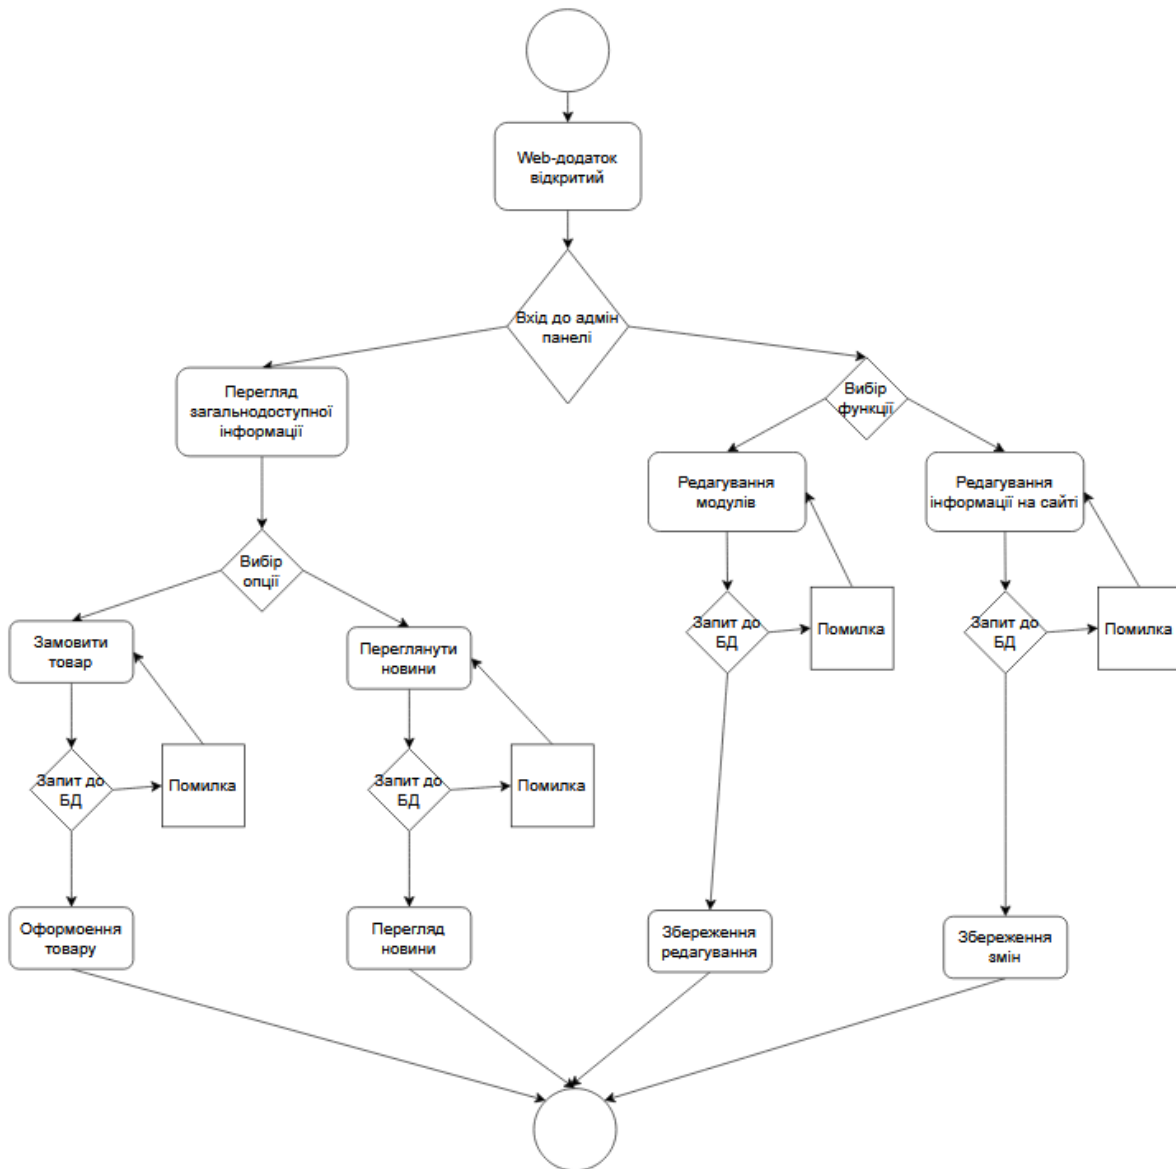 Web-додаток
відкритий
Вхід до адмін
панелі
Перегляд
загальнодоступної
інформації
Вибір
функції
Редагування
модулів
Редагування
інформації на сайті
Вибір
опції
Замовити
товар
Переглянути
новини
Запит до
БД
Помилка
Запит до
БД
Помилка
Запит до
БД
Помилка
Запит до
БД
Помилка
Оформоення
товару
Перегляд
новини
Збереження
редагування
Збереження
змін